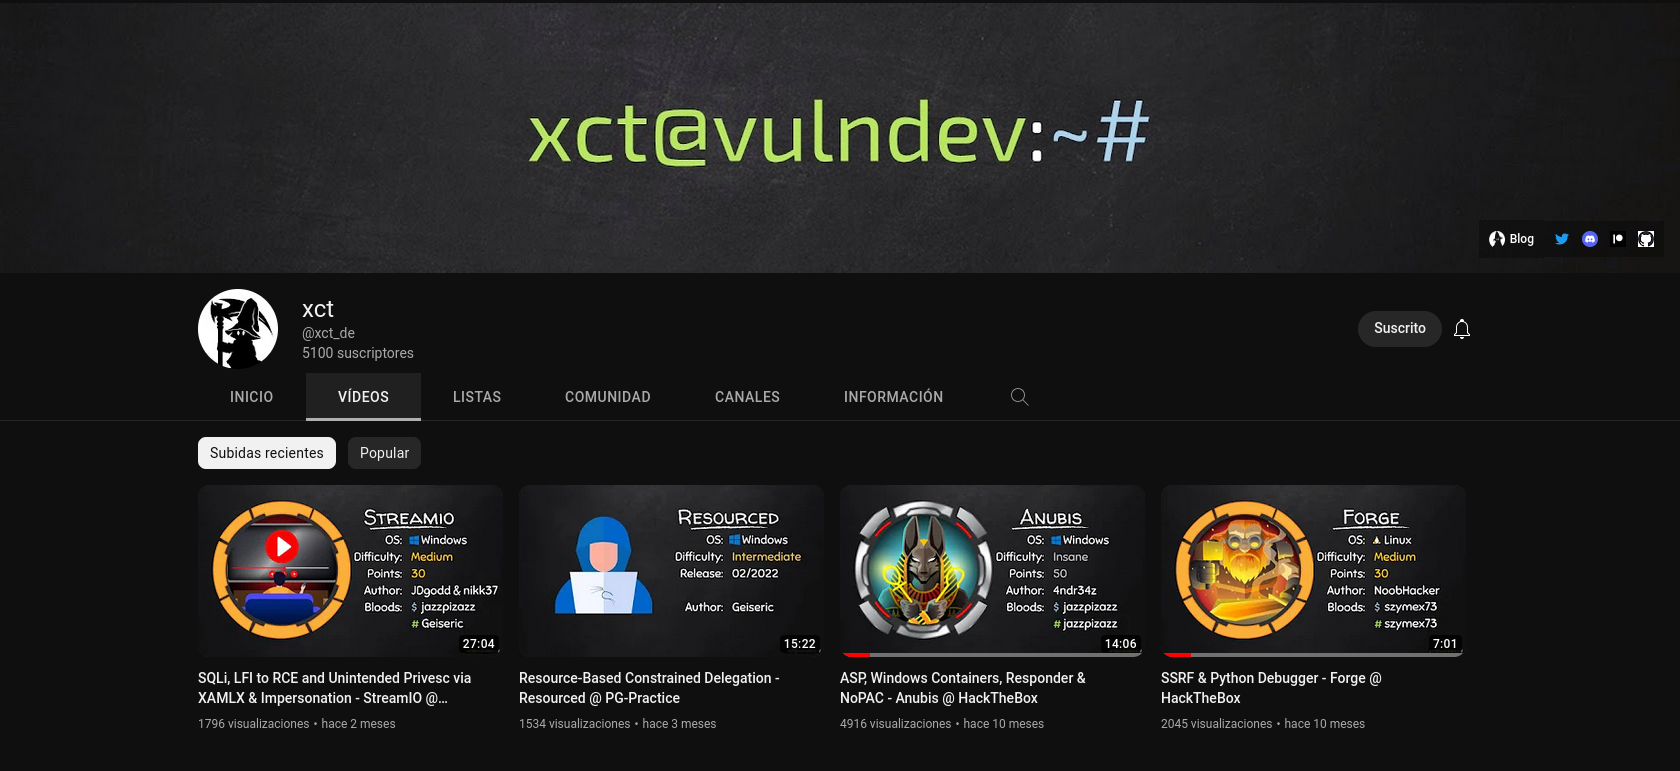 xct@vulndev:~#
Blog
xct
@xct_de
5100 suscriptores
Suscrito
INICIO
VÍDEOS
LISTAS
COMUNIDAD
CANALES
INFORMACIÓN
Subidas recientes
Popular
STREAMIO
OS: Windows
Difficulty: Medium
Points: 30
Author: JDgodd & nikk37
Bloods: $ jazzpizazz
# Geiseric
27:04
SQLi, LFI to RCE and Unintended Privesc via
XAMLX & Impersonation - StreamIO @...
1796 visualizaciones • hace 2 meses
RESOURCED
OS: Windows
Difficulty: Intermediate
Release: 02/2022
Author: Geiseric
15:22
Resource-Based Constrained Delegation -
Resourced @ PG-Practice
1534 visualizaciones • hace 3 meses
ANUBIS
OS: Windows
Difficulty: Insane
Points: 50
Author: 4ndr34z
Bloods: $ jazzpizazz
# jazzpizazz
14:06
ASP, Windows Containers, Responder &
NoPAC - Anubis @ HackTheBox
4916 visualizaciones • hace 10 meses
FORGE
OS: Linux
Difficulty: Medium
Points: 30
Author: NoobHacker
Bloods: $ szymex73
# szymex73
7:01
SSRF & Python Debugger - Forge @
HackTheBox
2045 visualizaciones • hace 10 meses